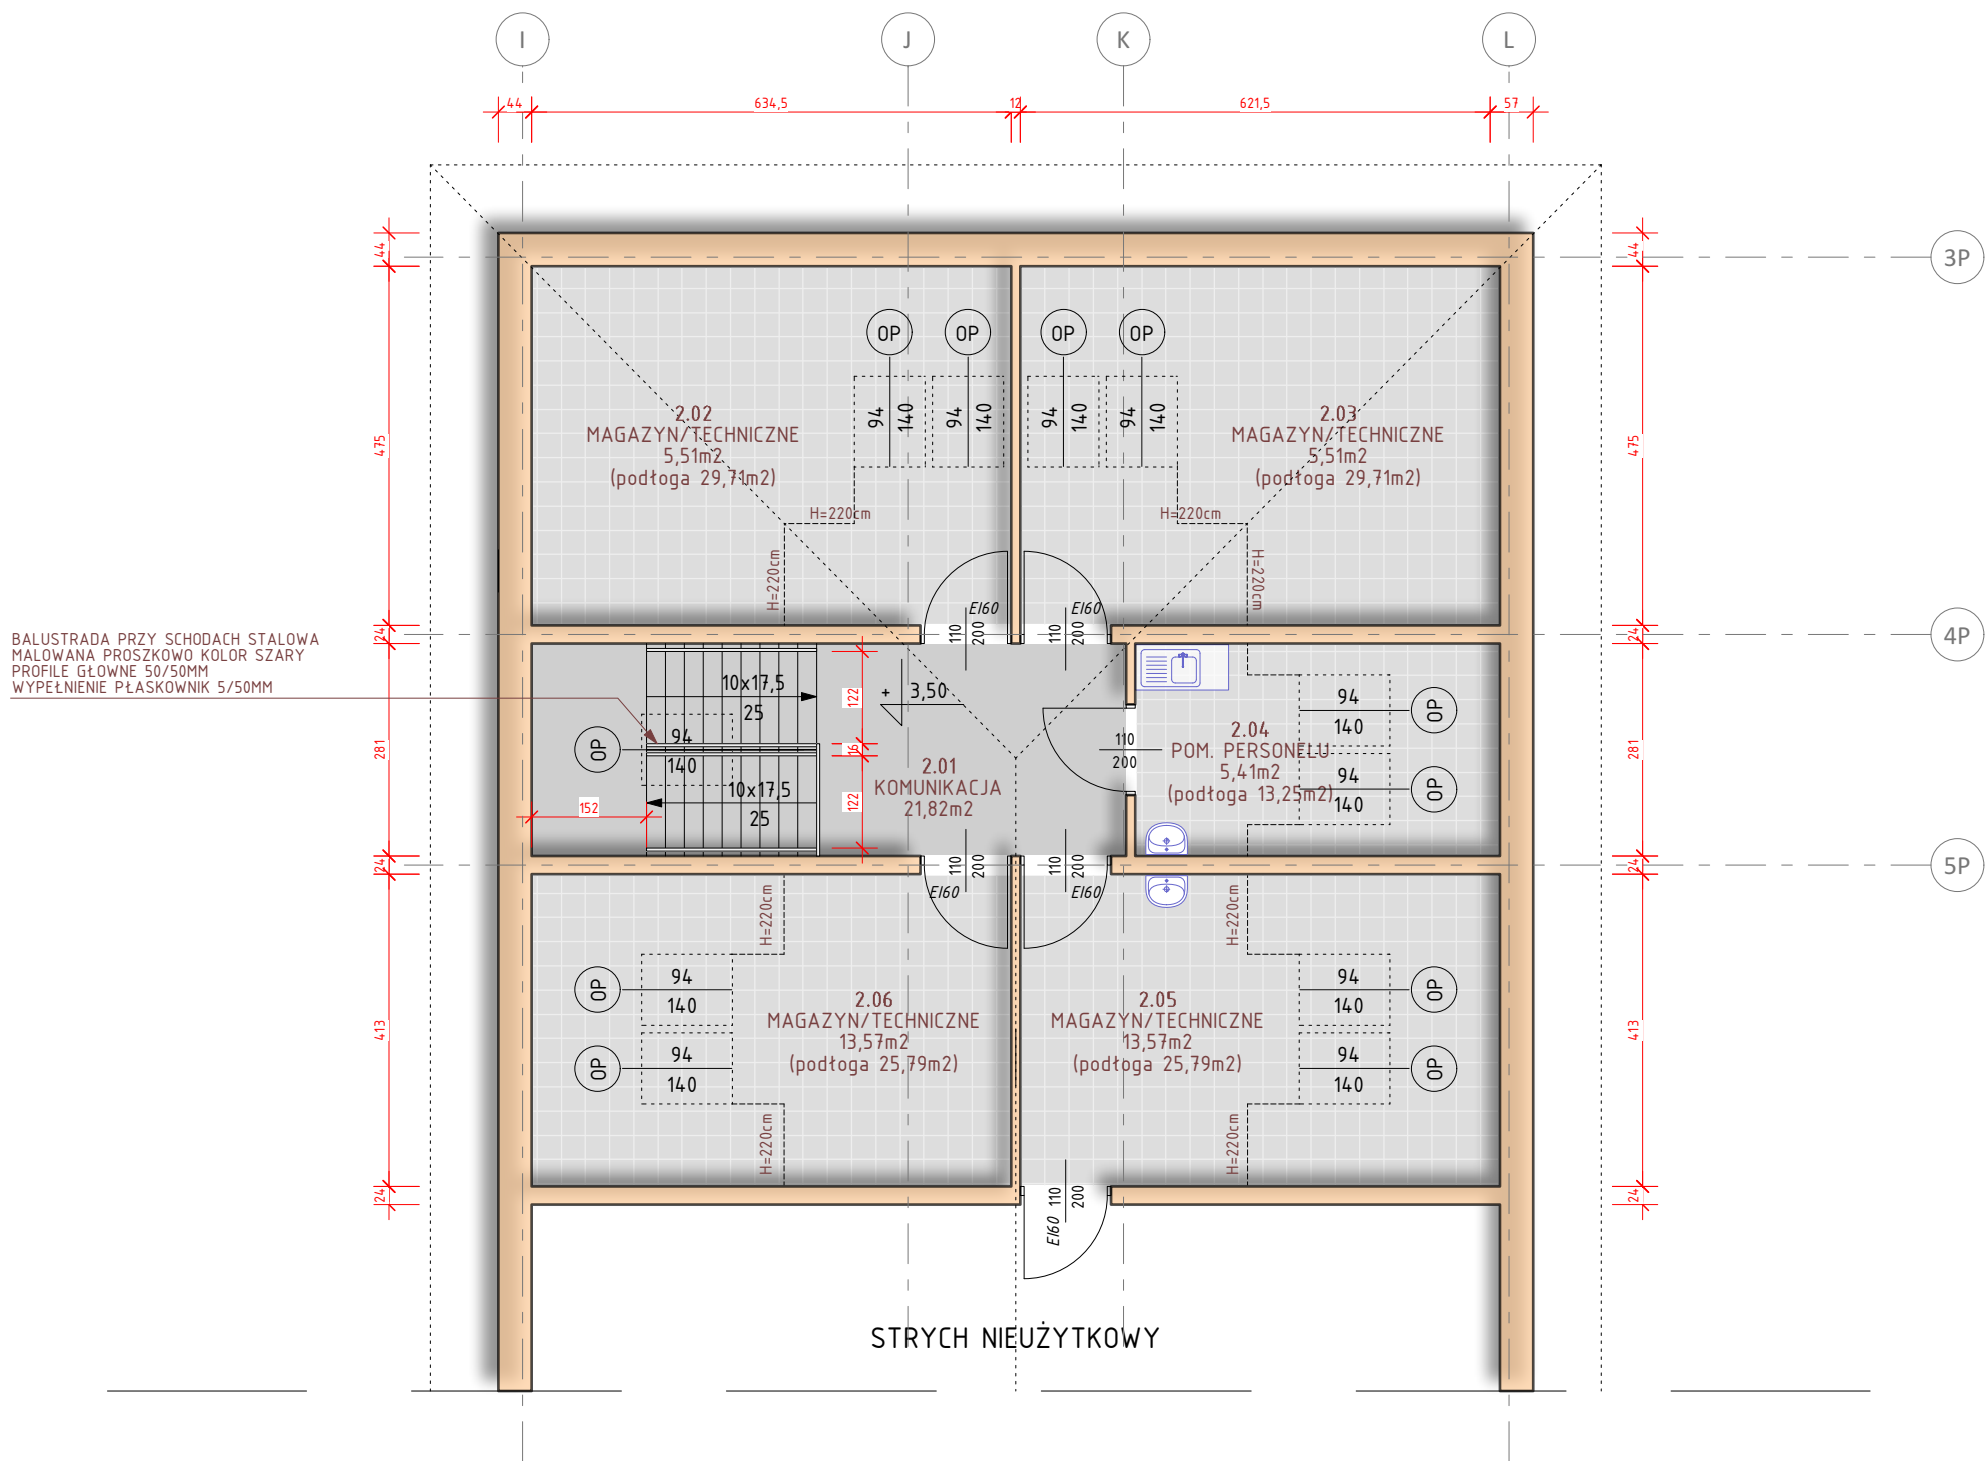 I
J
K
L
44
634,5
12
621,5
57
3P
4P
5P
44
475
24
281
24
413
24
44
475
24
281
24
413
24
OP
OP
OP
OP
94
140
94
140
94
140
94
140
2.02
MAGAZYN/TECHNICZNE
5,51m2
(podłoga 29,71m2)
2.03
MAGAZYN/TECHNICZNE
5,51m2
(podłoga 29,71m2)
H=220cm
H=220cm
H=220cm
H=220cm
EI60
110
200
EI60
110
200
BALUSTRADA PRZY SCHODACH STALOWA
MALOWANA PROSZKOWO KOLOR SZARY
PROFILE GŁOWNE 50/50MM
WYPEŁNIENIE PŁASKOWNIK 5/50MM
10x17,5
25
OP
94
140
10x17,5
25
152
122
16
122
+ 3,50
2.01
KOMUNIKACJA
21,82m2
110
200
2.04
POM. PERSONELU
5,41m2
(podłoga 13,25m2)
94
140
OP
94
140
OP
110
200
EI60
110
200
EI60
H=220cm
H=220cm
OP
94
140
OP
94
140
2.06
MAGAZYN/TECHNICZNE
13,57m2
(podłoga 25,79m2)
2.05
MAGAZYN/TECHNICZNE
13,57m2
(podłoga 25,79m2)
94
140
OP
94
140
OP
H=220cm
H=220cm
EI60
110
200
STRYCH NIEUŻYTKOWY